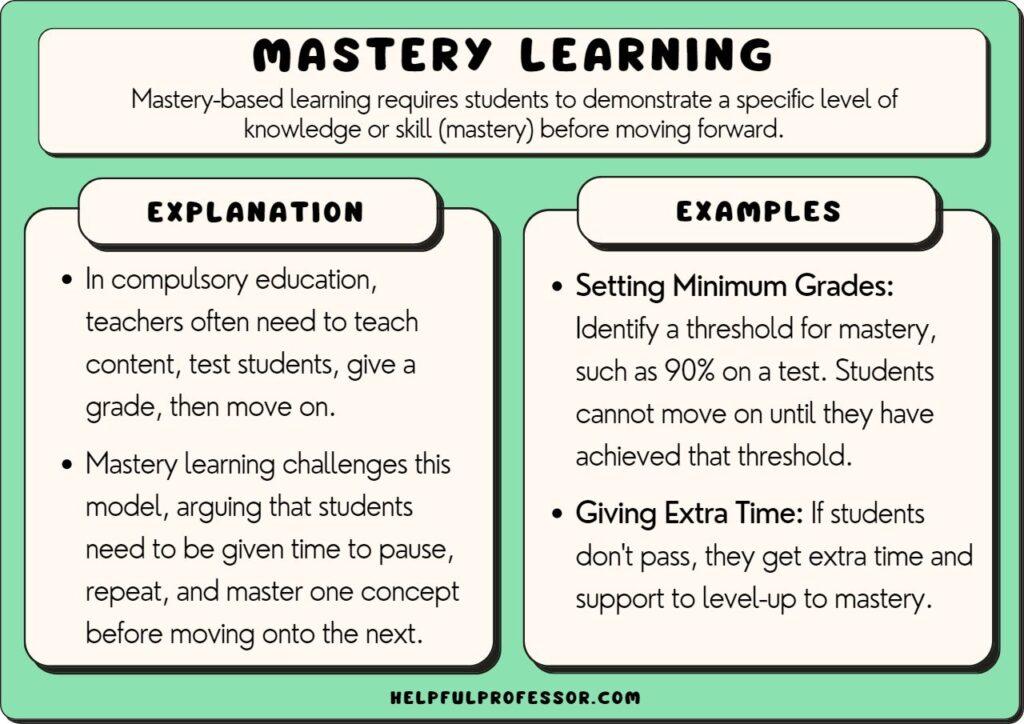 MASTERY LEARNING
Mastery-based learning requires students to demonstrate a specific level of
knowledge or skill (mastery) before moving forward.
EXPLANATION
• In compulsory education,
teachers often need to teach
content, test students, give a
grade, then move on.
• Mastery learning challenges this
model, arguing that students
need to be given time to pause,
repeat, and master one concept
before moving onto the next.
EXAMPLES
• Setting Minimum Grades:
Identify a threshold for mastery,
such as 90% on a test. Students
cannot move on until they have
achieved that threshold.
• Giving Extra Time: If students
don't pass, they get extra time and
support to level-up to mastery.
HELPFULPROFESSOR.COM